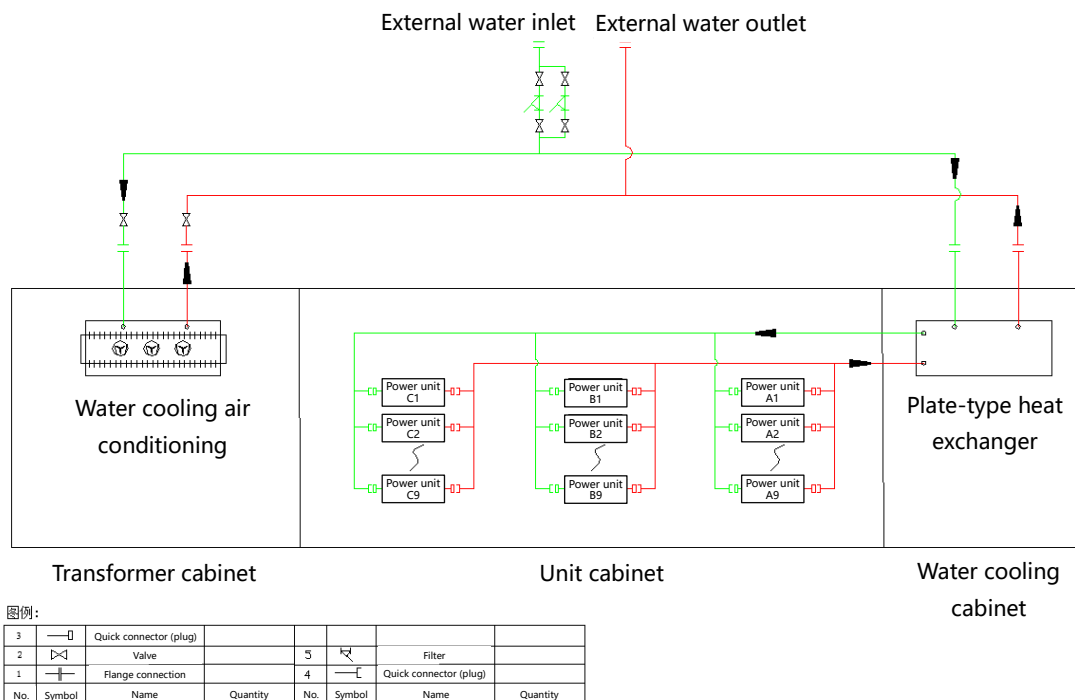 External water inlet External water outlet
Power unit
C1
Power unit
B1
Power unit
A1
Power unit
C2
Power unit
B2
Power unit
A2
Power unit
C9
Power unit
B9
Power unit
A9
Water cooling air
conditioning
Plate-type heat
exchanger
Transformer cabinet
Unit cabinet
Water cooling
cabinet
图例：
3 Quick connector (plug)
2 Valve 5 Filter
1 Flange connection 4 Quick connector (plug)
No. Symbol Name Quantity No. Symbol Name Quantity